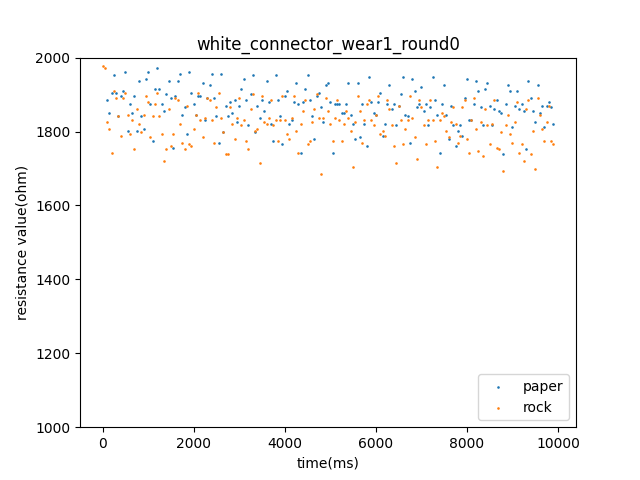 white_connector_wear1_round0
resistance value(ohm)
2000
1800
1600
1400
1200
1000
paper
rock
0 2000 4000 6000 8000 10000
time(ms)